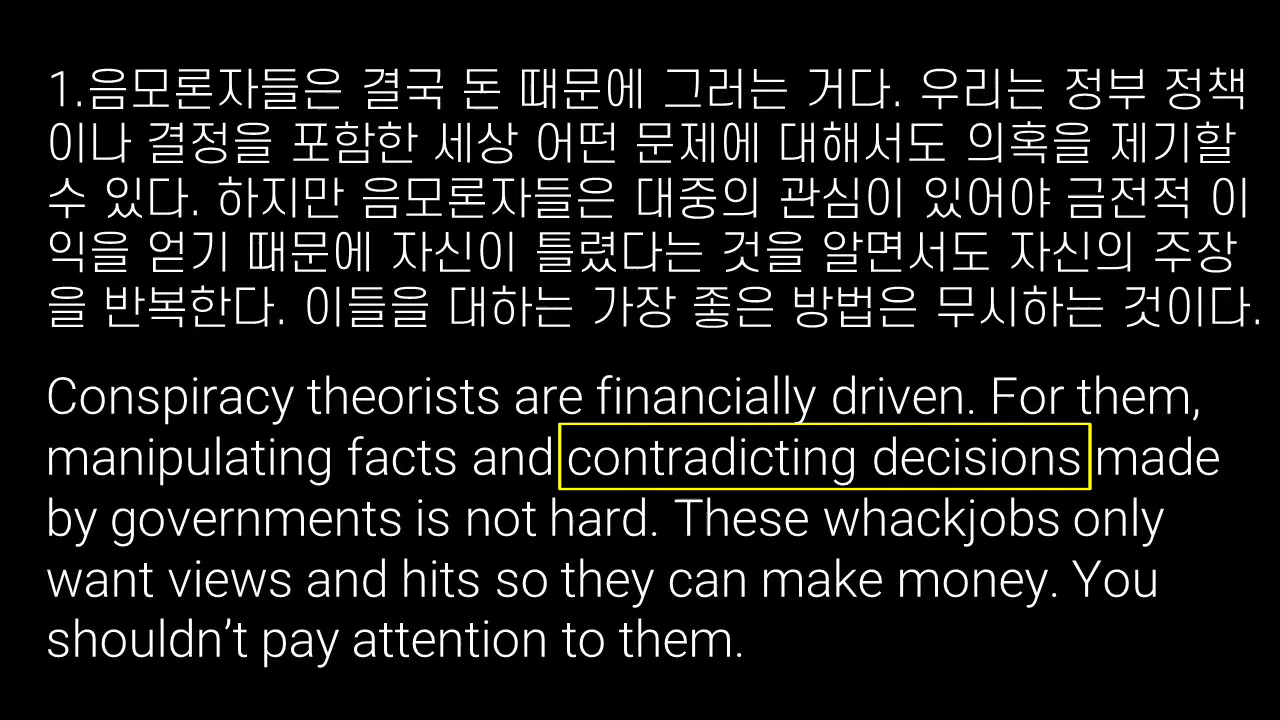 1.음모론자들은 결국 돈 때문에 그러는 거다. 우리는 정부 정책
이나 결정을 포함한 세상 어떤 문제에 대해서도 의혹을 제기할
수 있다. 하지만 음모론자들은 대중의 관심이 있어야 금전적 이
익을 얻기 때문에 자신이 틀렸다는 것을 알면서도 자신의 주장
을 반복한다. 이들을 대하는 가장 좋은 방법은 무시하는 것이다.
Conspiracy theorists are financially driven. For them,
manipulating facts and contradicting decisions made
by governments is not hard. These whackjobs only
want views and hits so they can make money. You
shouldn’t pay attention to them.